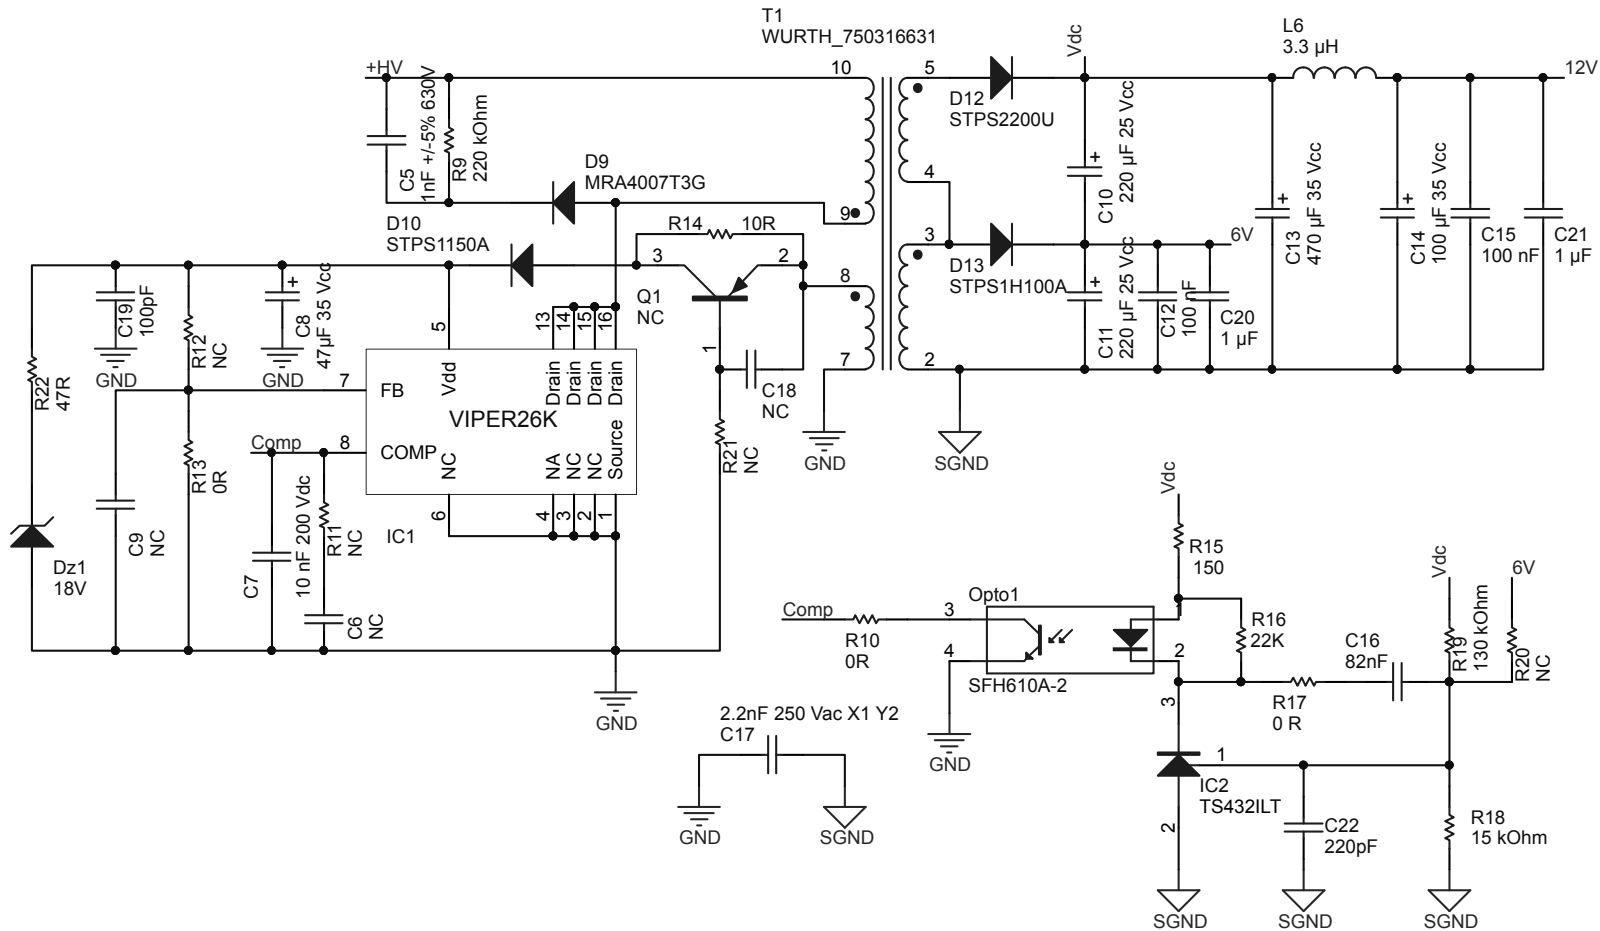 T1
WURTH_750316631
+HV
10
5
D12
STPS2200U
Vdc
L6
3.3 µH
12V
C5
1nF +/-5% 630V
R9
220 kOhm
D9
MRA4007T3G
9
4
C10
220 µF 25 Vcc
C13
470 µF 35 Vcc
C14
100 µF 35 Vcc
C15
100 nF
C21
1 µF
D10
STPS1150A
R14
10R
3
2
Q1
NC
1
8
7
3
D13
STPS1H100A
6V
C11
220 µF 25 Vcc
C12
100 nF
C20
1 µF
2
C19
100pF
GND
R12
NC
C8
47µF 35 Vcc
GND
R22
47R
5
13
14
15
16
Vdd
Drain
Drain
Drain
Drain
7
FB
VIPER26K
Comp
8
COMP
NC
NA
NC
NC
Source
6
4
3
2
1
IC1
C18
NC
R21
NC
GND
SGND
R13
0R
C9
NC
Dz1
18V
C7
10 nF 200 Vdc
R11
NC
C6
NC
GND
2.2nF 250 Vac X1 Y2
C17
GND
SGND
Comp
R10
0R
Opto1
3
4
SFH610A-2
GND
Vdc
R15
150
1
2
R16
22K
R17
0 R
C16
82nF
Vdc
R19
130 kOhm
6V
R20
NC
3
1
IC2
TS432ILT
2
C22
220pF
R18
15 kOhm
SGND
SGND
SGND